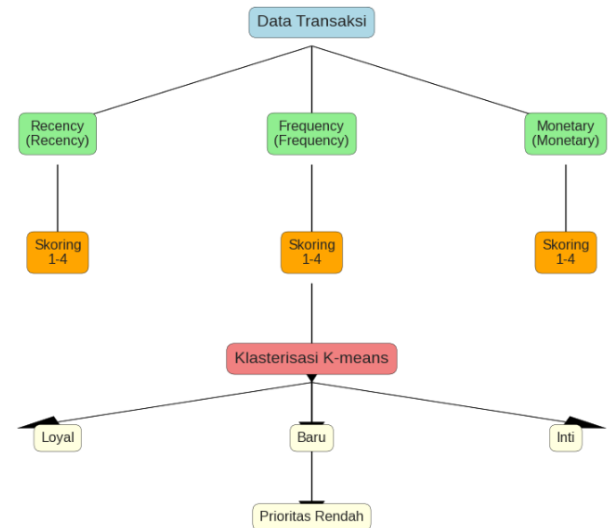 Data Transaksi
Recency
(Recency)
Frequency
(Frequency)
Monetary
(Monetary)
Skoring
1-4
Skoring
1-4
Skoring
1-4
Klasterisasi K-means
Loyal
Baru
Inti
Prioritas Rendah